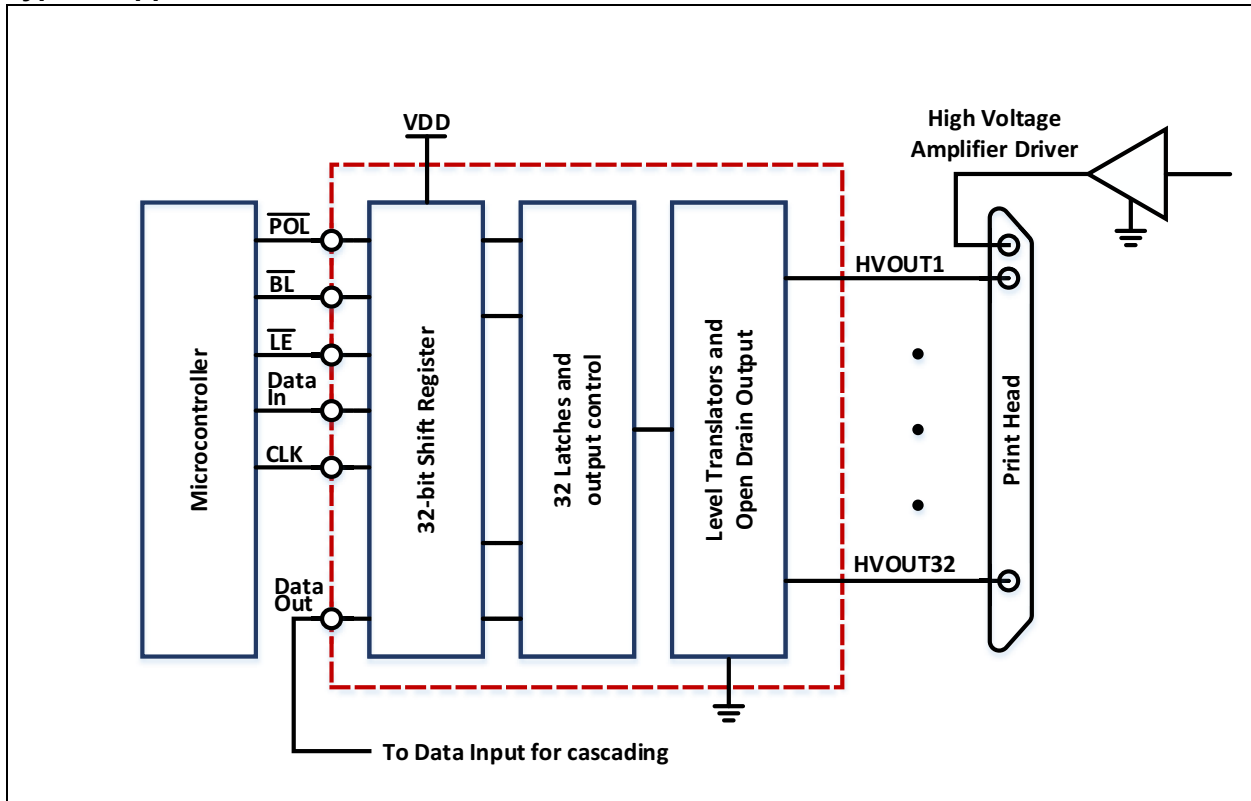 VDD
High Voltage
Amplifier Driver
POL
BL
LE
Data
In
CLK
Data
Out
Microcontroller
32-bit Shift Register
32 Latches and
output control
Level Translators and
Open Drain Output
HVOUT1
HVOUT32
Print Head
To Data Input for cascading